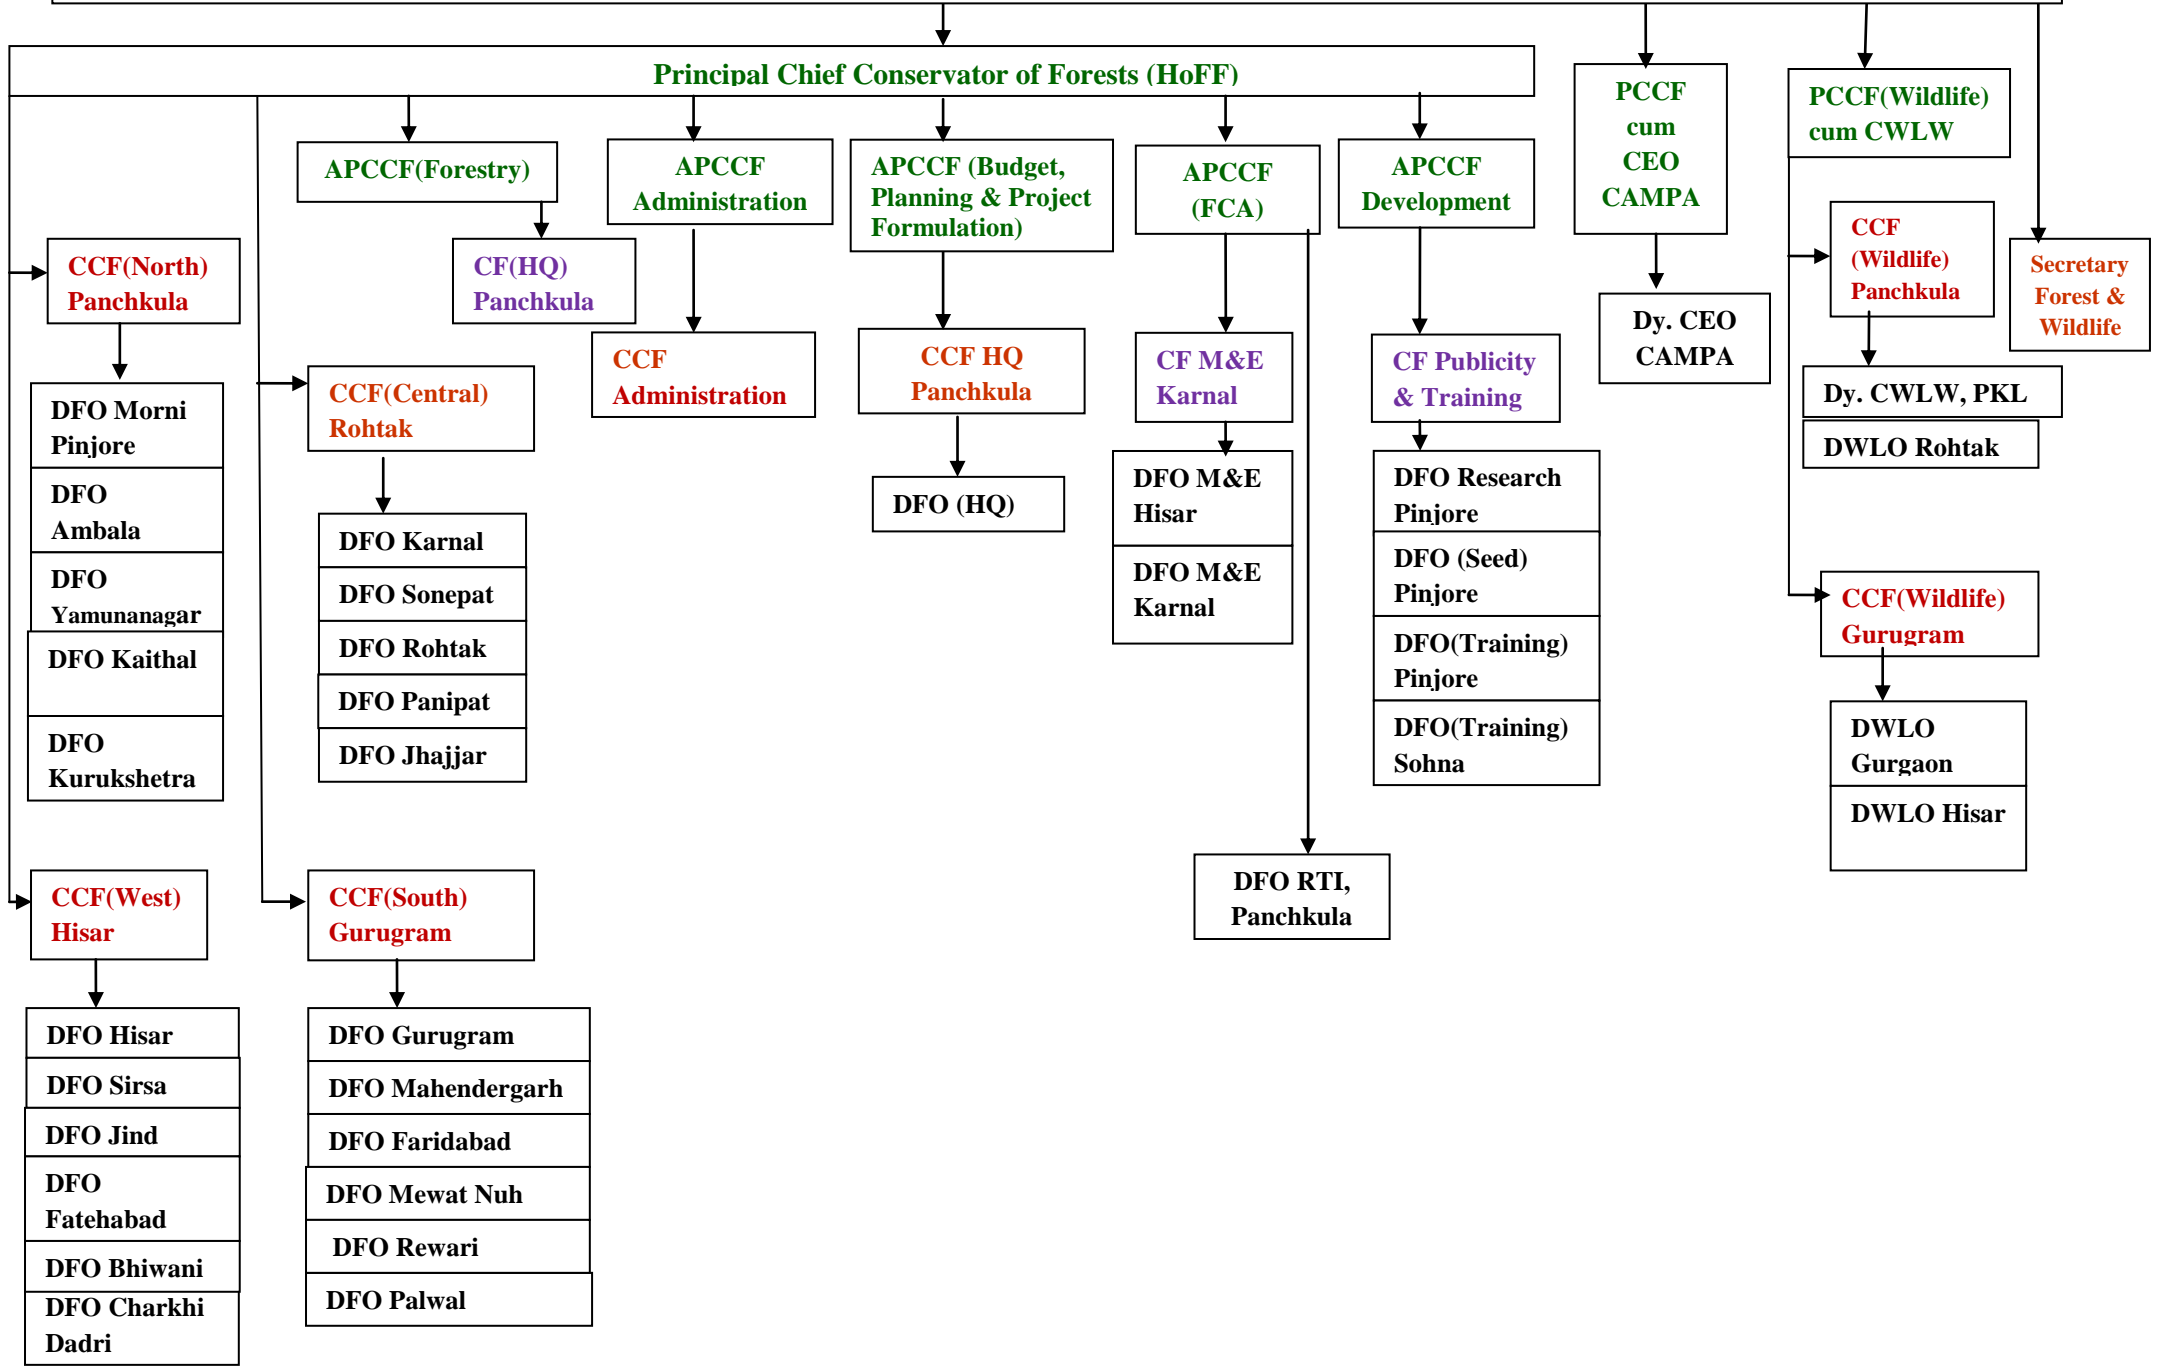 Principal Chief Conservator of Forests (HoFF)
PCCF
cum
CEO
CAMPA
PCCF(Wildlife)
cum CWLW
APCCF(Forestry)
APCCF
Administration
APCCF (Budget,
Planning & Project
Formulation)
APCCF
(FCA)
APCCF
Development
CCF(North)
Panchkula
CF(HQ)
Panchkula
CCF
(Wildlife)
Panchkula
Secretary
Forest &
Wildlife
CCF
Administration
CCF HQ
Panchkula
CF M&E
Karnal
CF Publicity
& Training
Dy. CEO
CAMPA
CCF(Central)
Rohtak
Dy. CWLW, PKL
DWLO Rohtak
DFO Morni
Pinjore
DFO
Ambala
DFO
Yamunanagar
DFO Kaithal
DFO
Kurukshetra
DFO Karnal
DFO Sonepat
DFO Rohtak
DFO Panipat
DFO Jhajjar
DFO (HQ)
DFO M&E
Hisar
DFO M&E
Karnal
DFO Research
Pinjore
DFO (Seed)
Pinjore
DFO(Training)
Pinjore
DFO(Training)
Sohna
CCF(Wildlife)
Gurugram
DWLO
Gurgaon
DWLO Hisar
DFO RTI,
Panchkula
CCF(West)
Hisar
CCF(South)
Gurugram
DFO Hisar
DFO Sirsa
DFO Jind
DFO
Fatehabad
DFO Bhiwani
DFO Charkhi
Dadri
DFO Gurugram
DFO Mahendergarh
DFO Faridabad
DFO Mewat Nuh
DFO Rewari
DFO Palwal